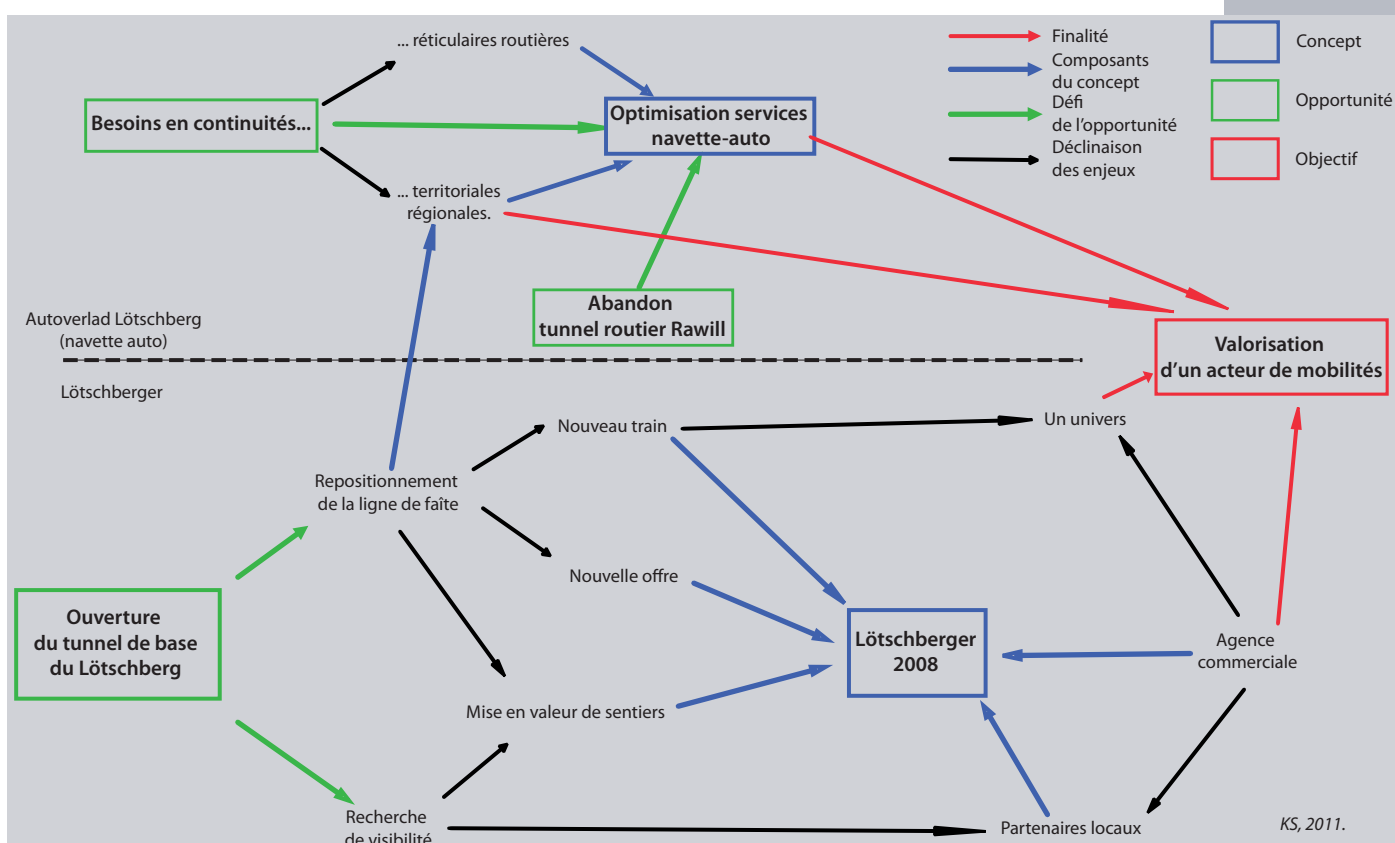 ... réticulaires routières
Besoins en continuités...
Optimisation services
navette-auto
... territoriales
régionales.
Finalité
Composants
du concept
Défi
de l'opportunité
Déclinaison
des enjeux
Concept
Opportunité
Objectif
Abandon
tunnel routier Rawill
Autoverlad Lötschberg
(navette auto)
Valorisation
d'un acteur de mobilités
Lötschberger
Nouveau train
Un univers
Repositionnement
de la ligne de faîte
Nouvelle offre
Ouverture
du tunnel de base
du Lötschberg
Lötschberger
2008
Agence
commerciale
Mise en valeur de sentiers
Recherche
de visibilité
Partenaires locaux
KS, 2011.